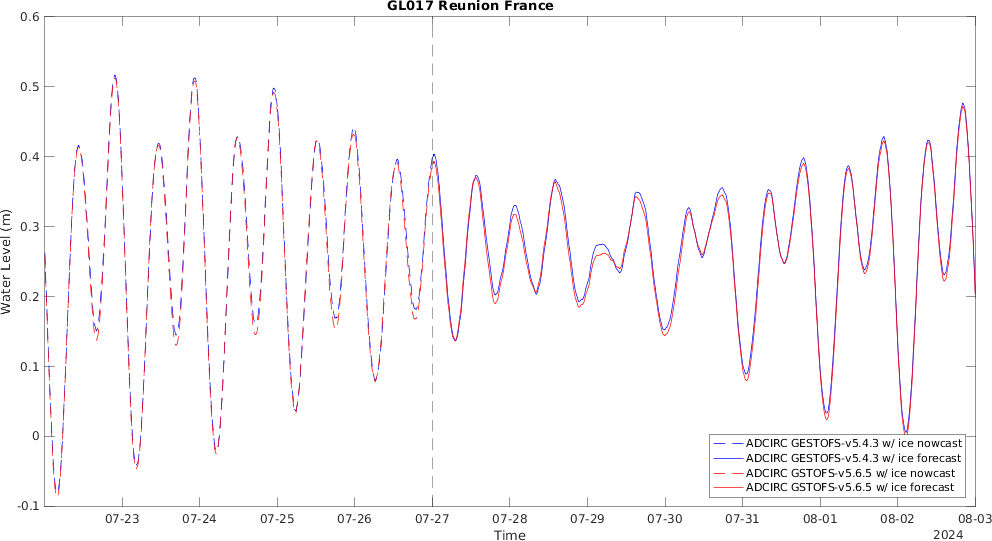 GL017 Reunion France
0.6
0.5
0.4
0.3
0.2
0.1
0
-0.1
Water Level (m)
ADCIRC GESTOFS-v5.4.3 w/ ice nowcast
ADCIRC GESTOFS-v5.4.3 w/ ice forecast
ADCIRC GSTOFS-v5.6.5 w/ ice nowcast
ADCIRC GSTOFS-v5.6.5 w/ ice forecast
07-23 07-24 07-25 07-26 07-27 07-28 07-29 07-30 07-31 08-01 08-02 08-03
Time
2024